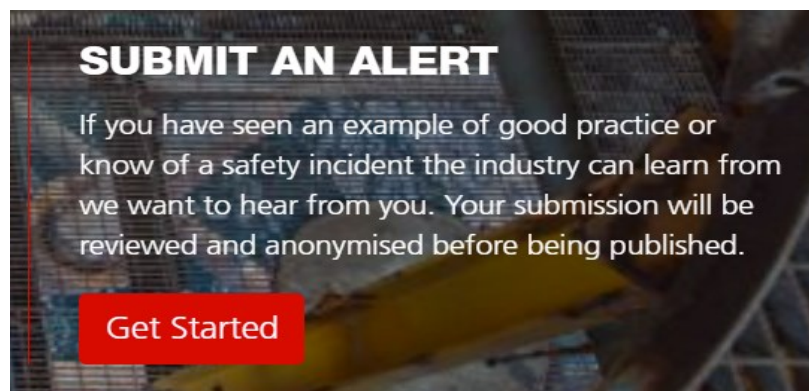 SUBMIT AN ALERT
If you have seen an example of good practice or
know of a safety incident the industry can learn from
we want to hear from you. Your submission will be
reviewed and anonymised before being published.
Get Started